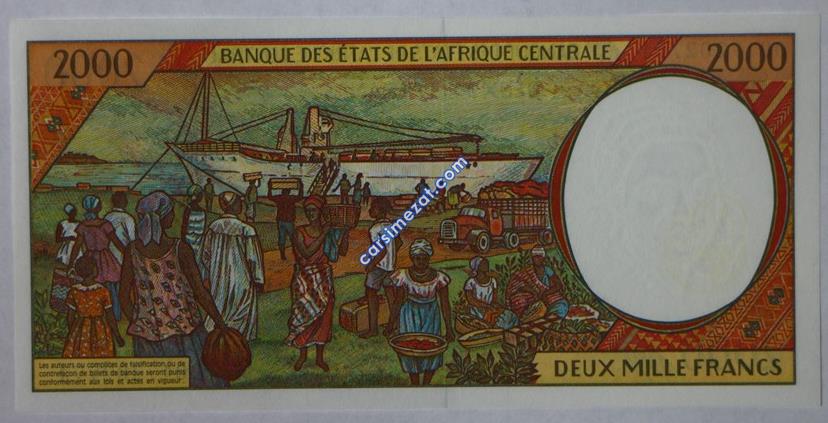 2000
BANQUE DES ÉTATS DE L'AFRIQUE CENTRALE
2000
carsimezat.com
Les auteurs ou complices de falsification ou de
contrefaçon de billets de banque seront punis
conformément aux lois et actes en vigueur.
DEUX MILLE FRANCS